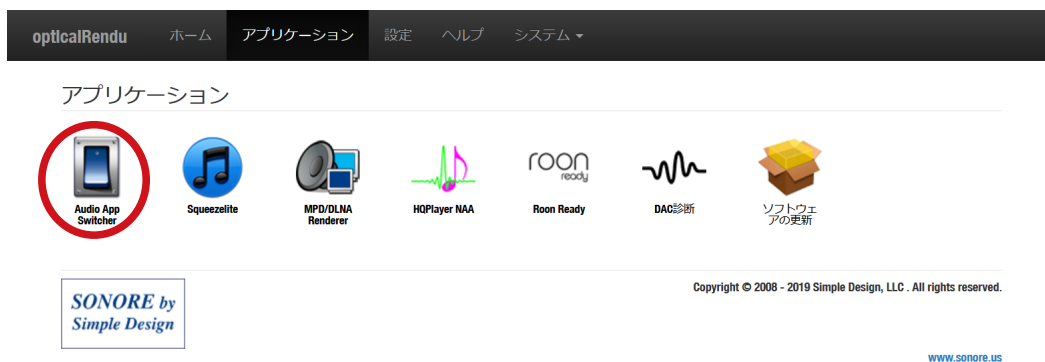 optIcalRendu ホーム アプリケーション 設定 ヘルプ システム
アプリケーション
roon
ready
Audio App
Switcher
Squeezelite
MPD/DLNA
Renderer
HQPlayer NAA
Roon Ready
DAC診断
ソフトウェ
アの更新
SONORE by
Simple Design
Copyright © 2008 - 2019 Simple Design, LLC . All rights reserved.
www.sonore.us